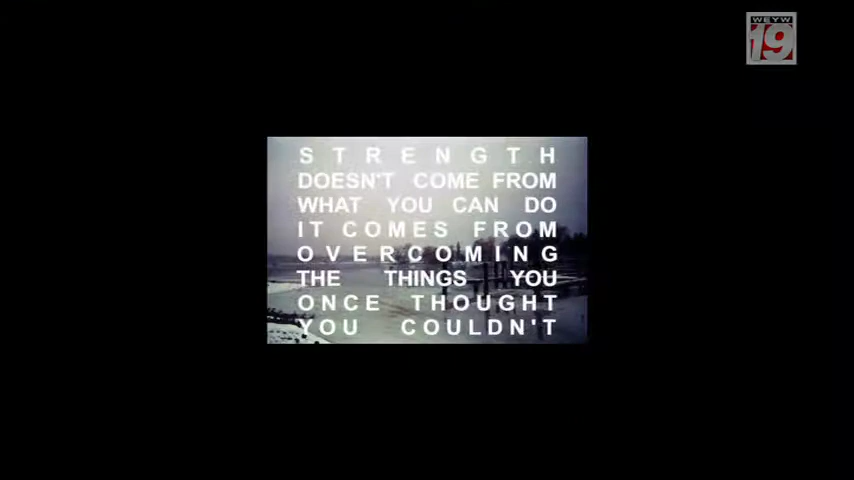 WEYW
19
STRENGTH
DOESN'T COME FROM
WHAT YOU CAN DO
IT COMES FROM
OVERCOMING
THE THINGS YOU
ONCE THOUGHT
YOU COULDN'T